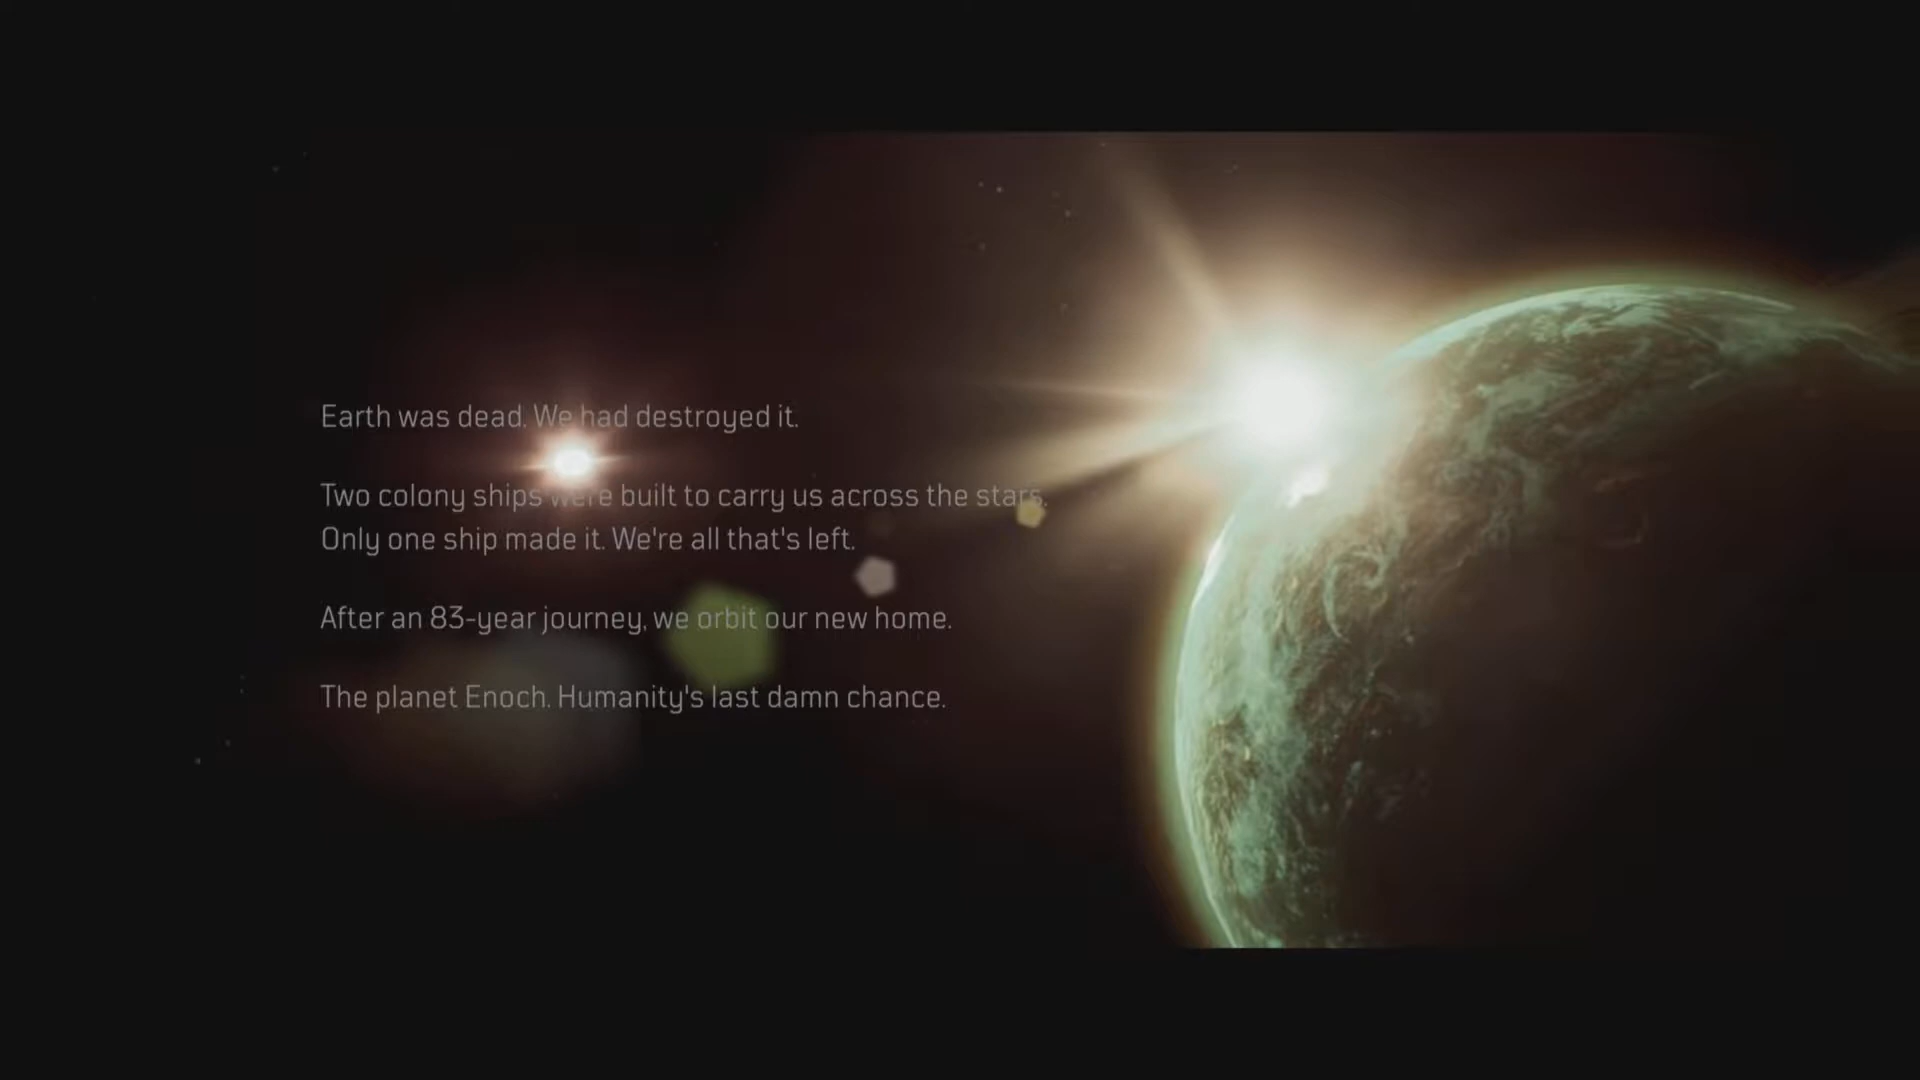 Earth was dead. We had destroyed it.
Two colony ships were built to carry us across the stars.
Only one ship made it. We're all that's left.
After an 83-year journey, we orbit our new home.
The planet Enoch. Humanity's last damn chance.